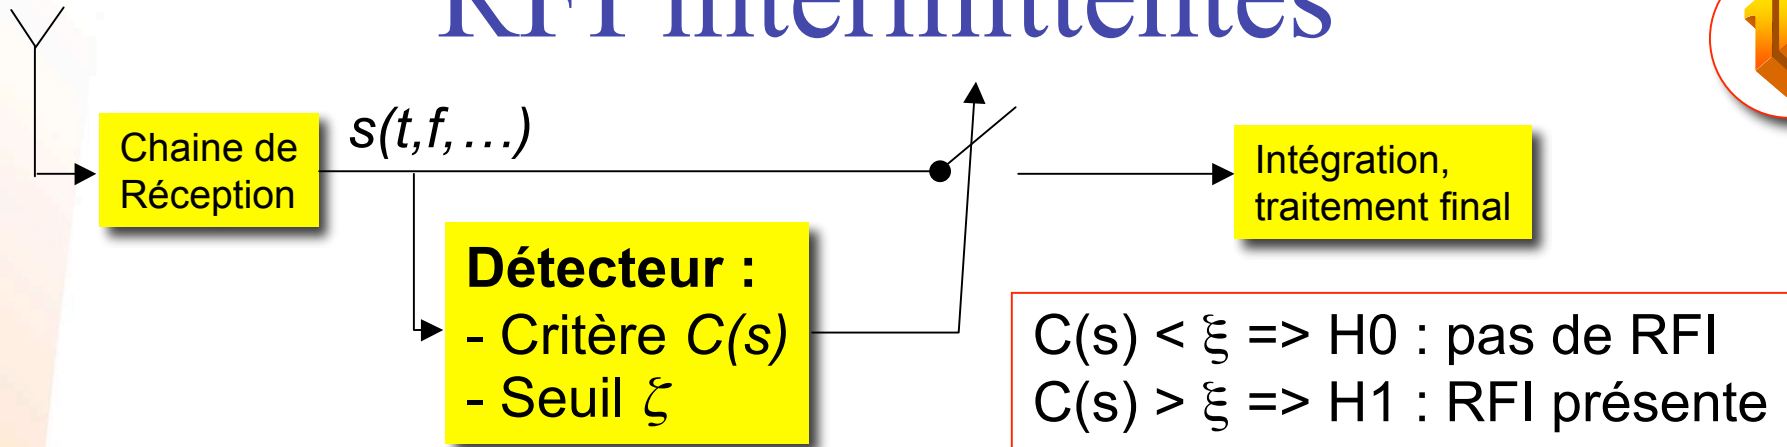 RFI intermittentes
Chaine de
Réception
s(t,f,…)
Intégration,
traitement final
Détecteur :
- Critère C(s)
- Seuil ζ
C(s) < ξ => H0 : pas de RFI
C(s) > ξ => H1 : RFI présente